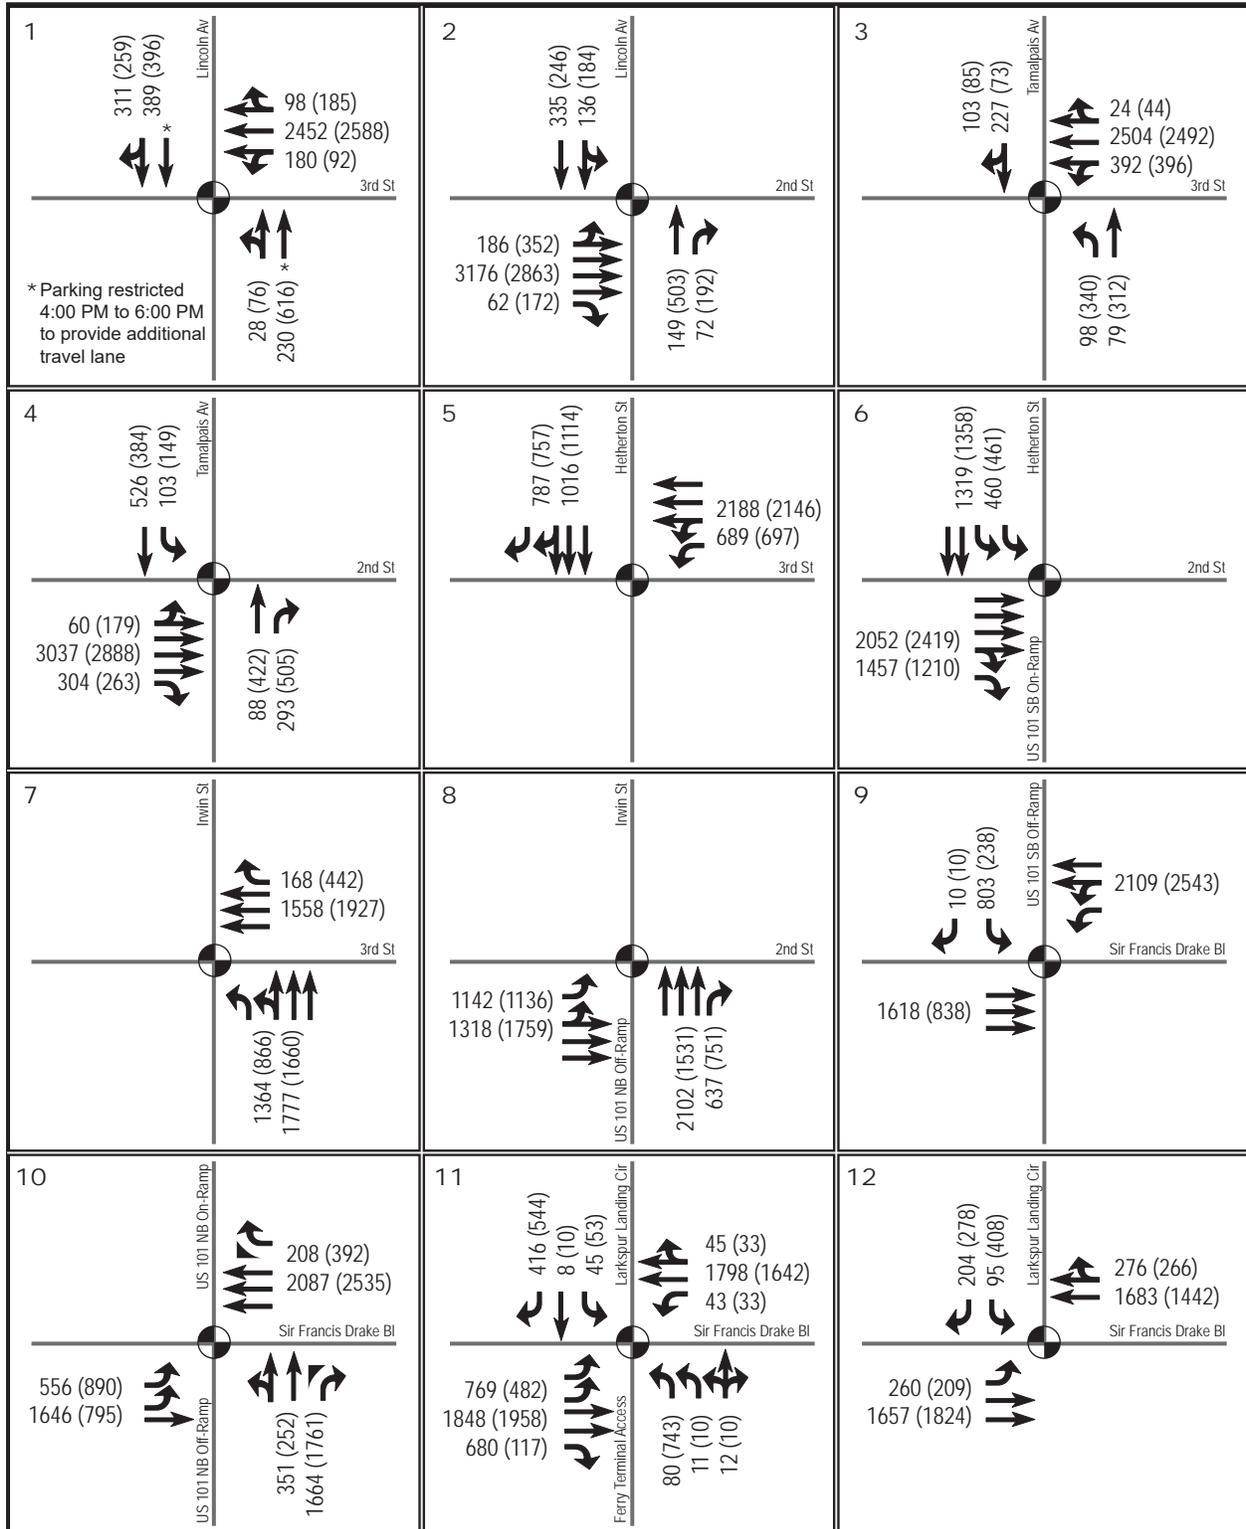 1
Lincoln Av
311 (259)
389 (396)
*
98 (185)
2452 (2588)
180 (92)
3rd St
28 (76)
230 (616)
*
* Parking restricted
4:00 PM to 6:00 PM
to provide additional
travel lane
2
Lincoln Av
335 (246)
136 (184)
2nd St
186 (352)
3176 (2863)
62 (172)
149 (503)
72 (192)
3
Tamalpais Av
103 (85)
227 (73)
24 (44)
2504 (2492)
392 (396)
3rd St
98 (340)
79 (312)
4
Tamalpais Av
526 (384)
103 (149)
2nd St
60 (179)
3037 (2888)
304 (263)
88 (422)
293 (505)
5
Hetherton St
787 (757)
1016 (1114)
2188 (2146)
689 (697)
3rd St
6
Hetherton St
1319 (1358)
460 (461)
2nd St
2052 (2419)
1457 (1210)
US 101 SB On-Ramp
7
Irwin St
168 (442)
1558 (1927)
3rd St
1364 (866)
1777 (1660)
8
Irwin St
2nd St
1142 (1136)
1318 (1759)
US 101 NB Off-Ramp
2102 (1531)
637 (751)
9
US 101 SB Off-Ramp
10 (10)
803 (238)
2109 (2543)
Sir Francis Drake Bl
1618 (838)
10
US 101 NB On-Ramp
208 (392)
2087 (2535)
Sir Francis Drake Bl
556 (890)
1646 (795)
US 101 NB Off-Ramp
351 (252)
1664 (1761)
11
Larkspur Landing Cir
416 (544)
8 (10)
45 (53)
45 (33)
1798 (1642)
43 (33)
Sir Francis Drake Bl
769 (482)
1848 (1958)
680 (117)
Ferry Terminal Access
80 (743)
11 (10)
12 (10)
12
Larkspur Landing Cir
204 (278)
95 (408)
276 (266)
1683 (1442)
Sir Francis Drake Bl
260 (209)
1657 (1824)